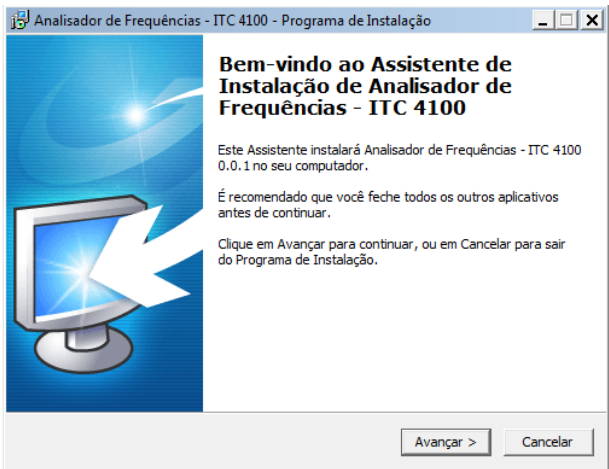 Analisador de Frequências - ITC 4100 - Programa de Instalação
Bem-vindo ao Assistente de
Instalação de Analisador de
Frequências - ITC 4100
Este Assistente instalará Analisador de Frequências - ITC 4100
0.0.1 no seu computador.
É recomendado que você feche todos os outros aplicativos
antes de continuar.
Clique em Avançar para continuar, ou em Cancelar para sair
do Programa de Instalação.
Avançar >
Cancelar